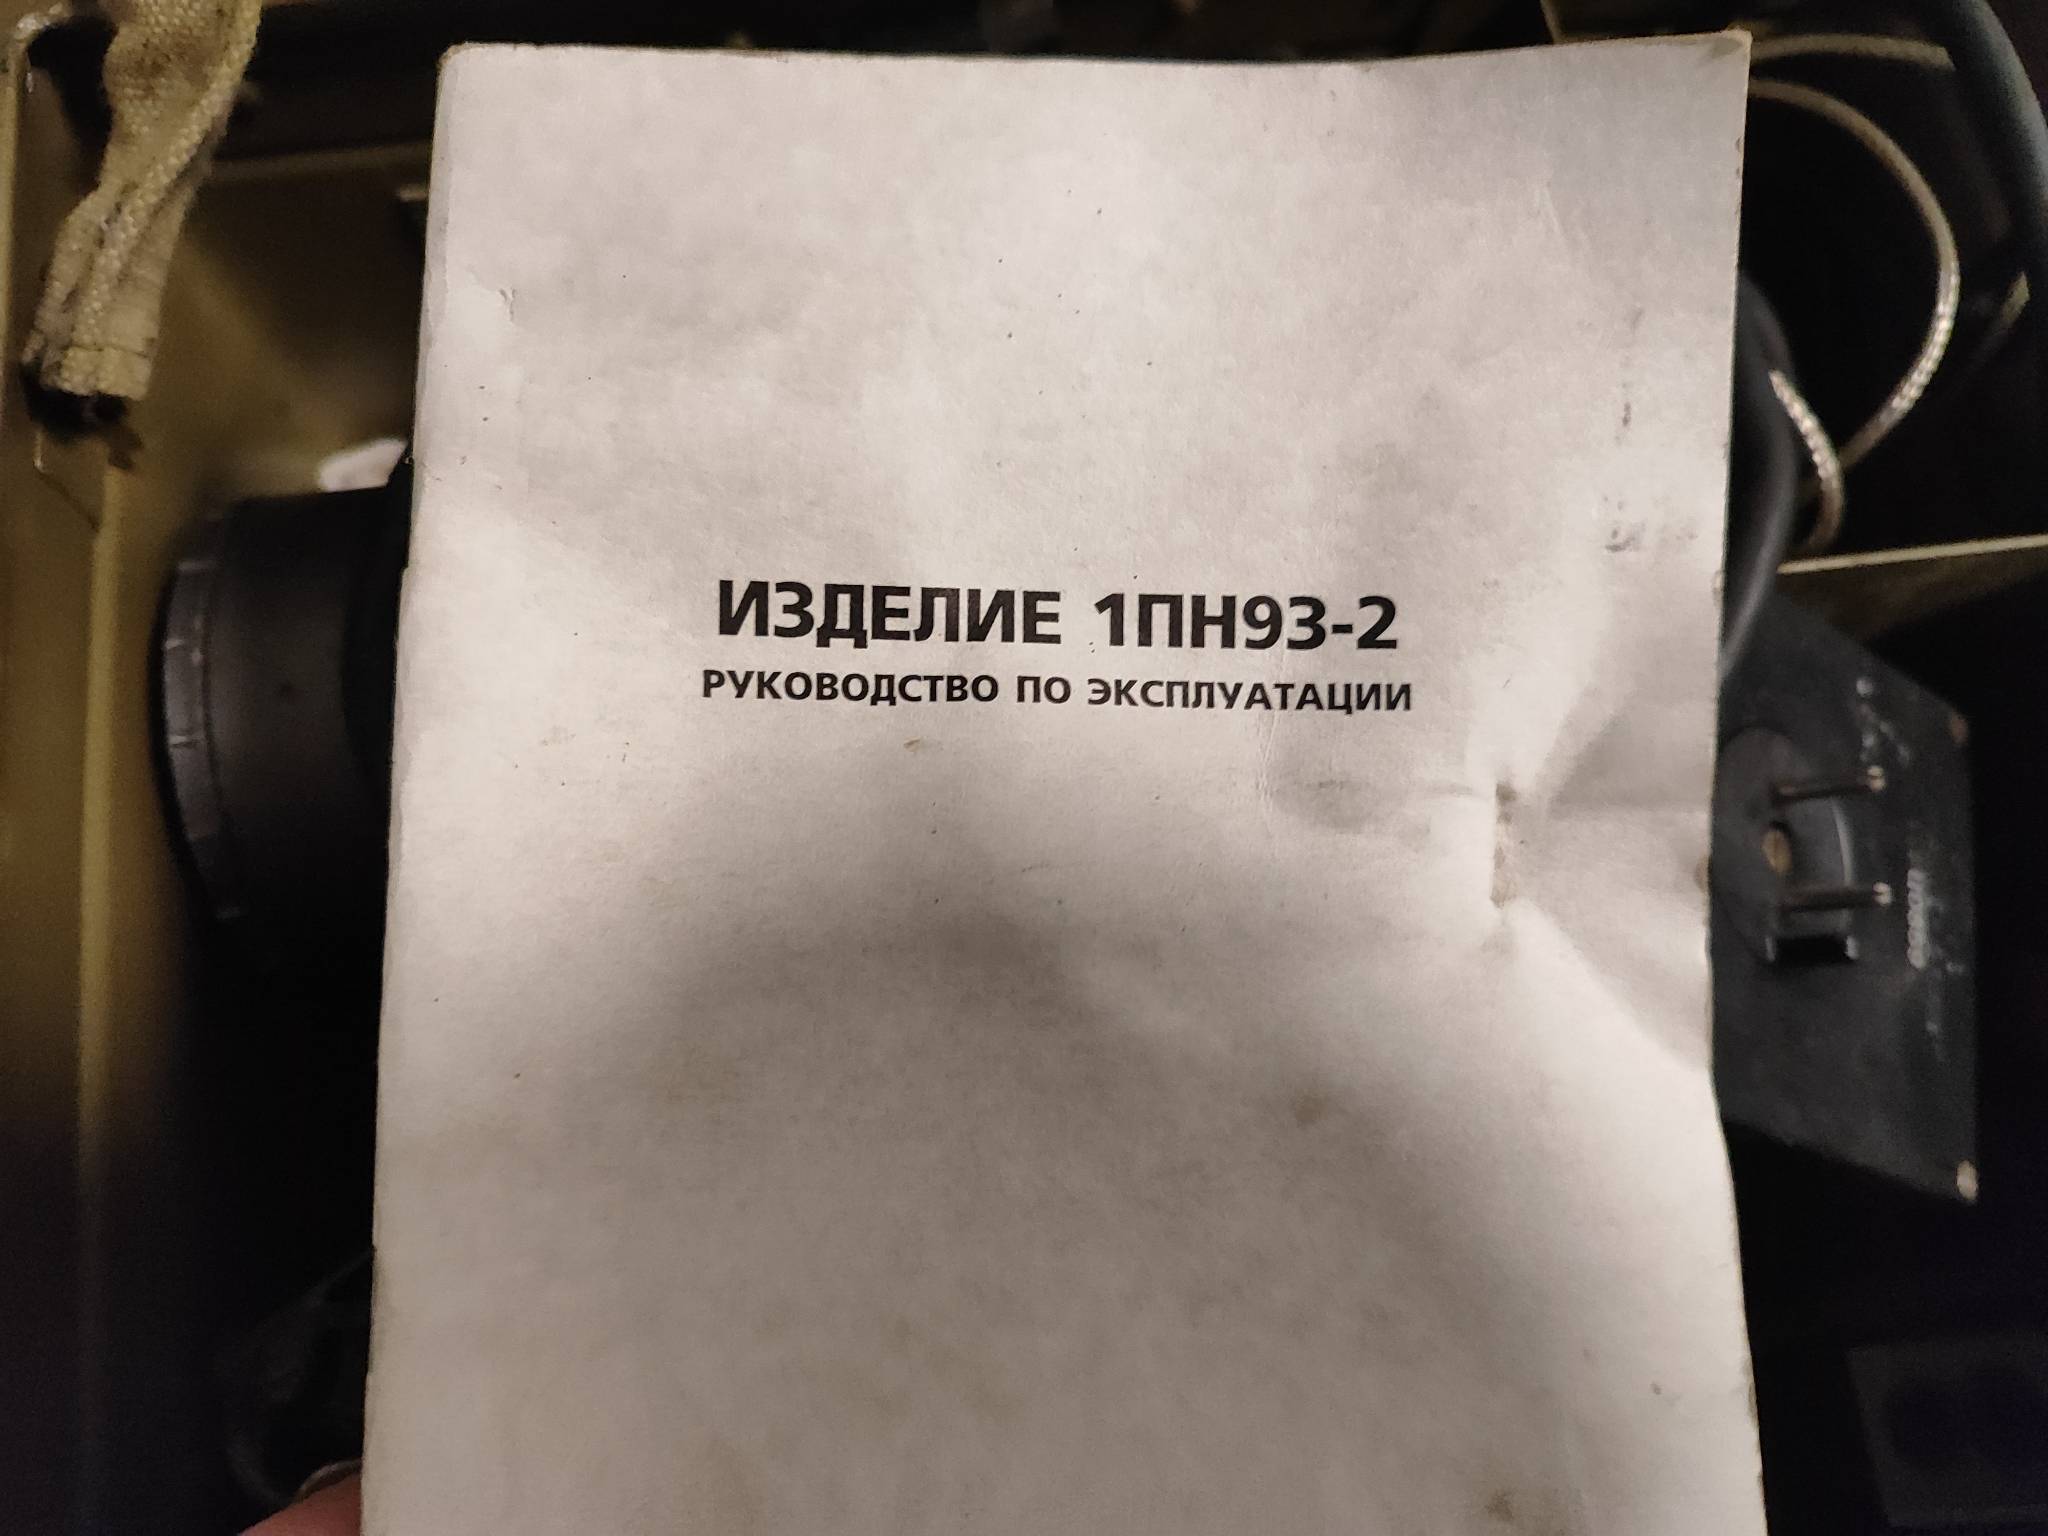 ИЗДЕЛИЕ 1ПН93-2
РУКОВОДСТВО ПО ЭКСПЛУАТАЦИИ